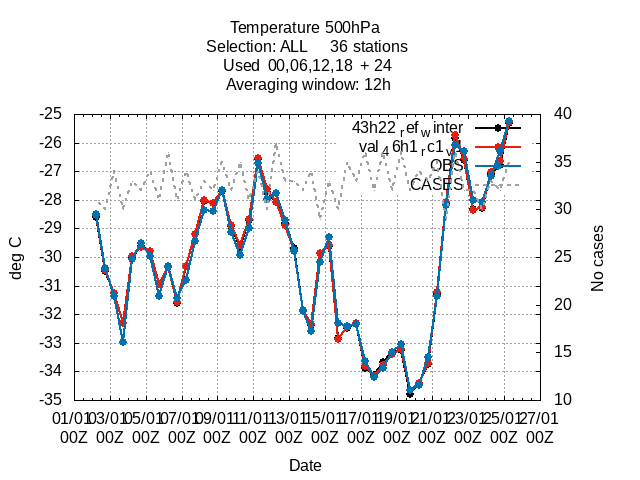 Temperature 500hPa
Selection: ALL 36 stations
Used 00,06,12,18 + 24
Averaging window: 12h
-25
-26
-27
-28
-29
-30
-31
-32
-33
-34
-35
40
35
30
25
20
15
10
43h22_ref_winter
OBS
CASES
deg C
No cases
01/01 03/01 05/01 07/01 09/01 11/01 13/01 15/01 17/01 19/01 21/01 23/01 25/01 27/01
00Z 00Z 00Z 00Z 00Z 00Z 00Z 00Z 00Z 00Z 00Z 00Z 00Z 00Z
Date